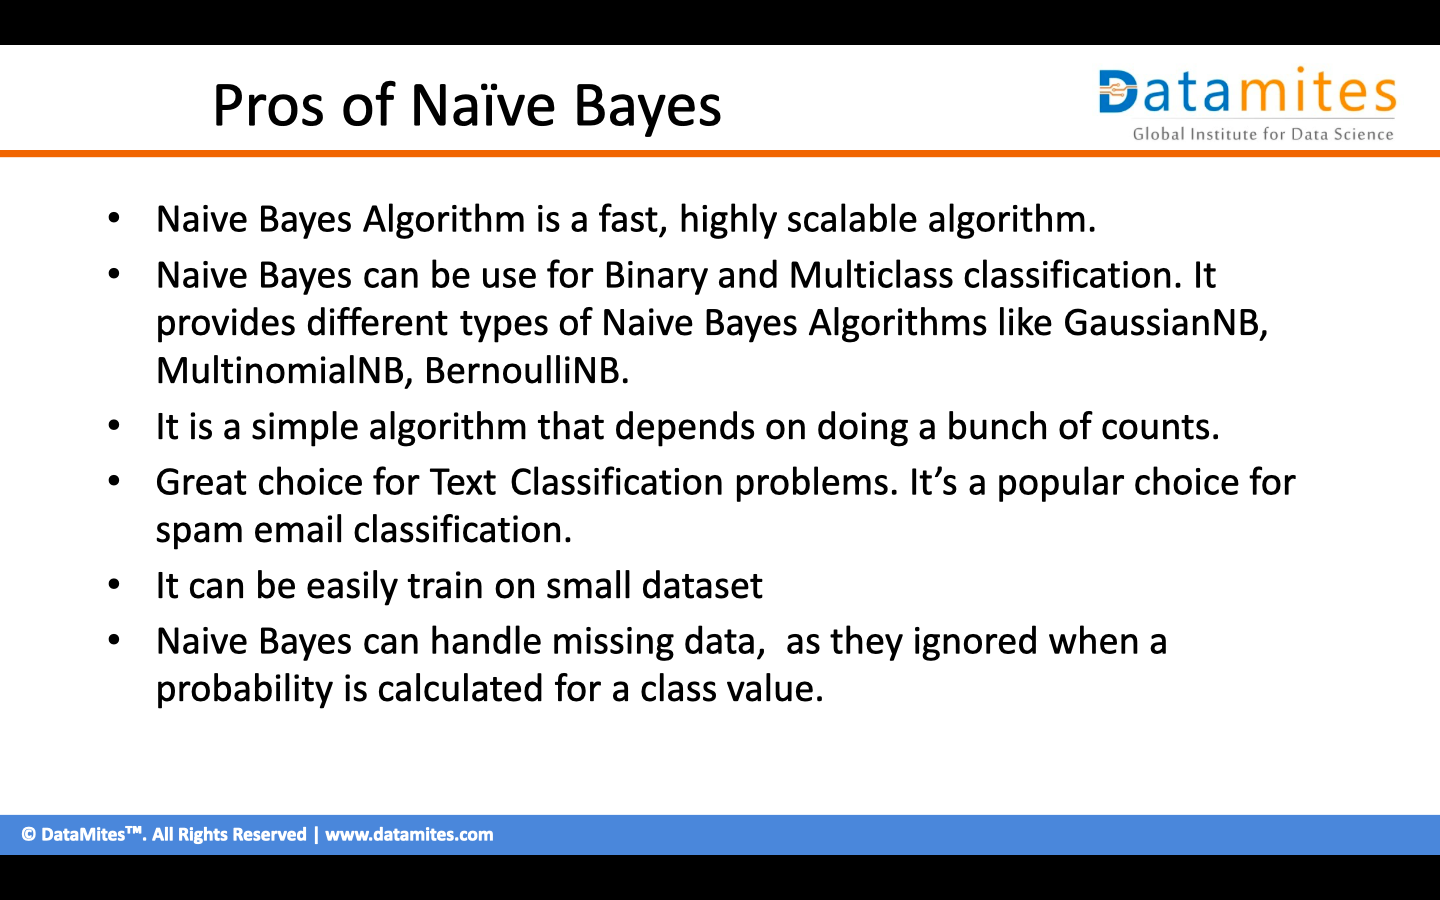 Pros of Naïve Bayes
Datamites
Global Institute for Data Science
• Naive Bayes Algorithm is a fast, highly scalable algorithm.
• Naive Bayes can be use for Binary and Multiclass classification. It
provides different types of Naive Bayes Algorithms like GaussianNB,
MultinomialNB, BernoulliNB.
• It is a simple algorithm that depends on doing a bunch of counts.
• Great choice for Text Classification problems. It’s a popular choice for
spam email classification.
• It can be easily train on small dataset
• Naive Bayes can handle missing data,  as they ignored when a
probability is calculated for a class value.
© DataMites™. All Rights Reserved | www.datamites.com